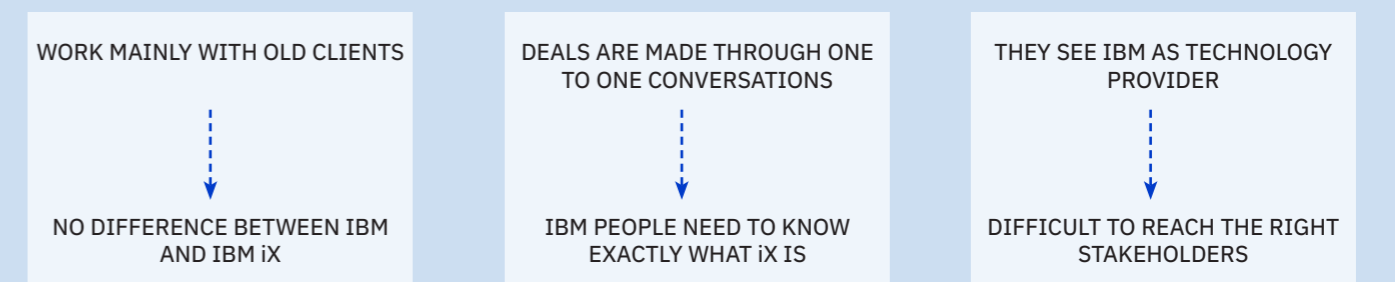 WORK MAINLY WITH OLD CLIENTS
NO DIFFERENCE BETWEEN IBM
AND IBM iX
DEALS ARE MADE THROUGH ONE
TO ONE CONVERSATIONS
IBM PEOPLE NEED TO KNOW
EXACTLY WHAT iX IS
THEY SEE IBM AS TECHNOLOGY
PROVIDER
DIFFICULT TO REACH THE RIGHT
STAKEHOLDERS